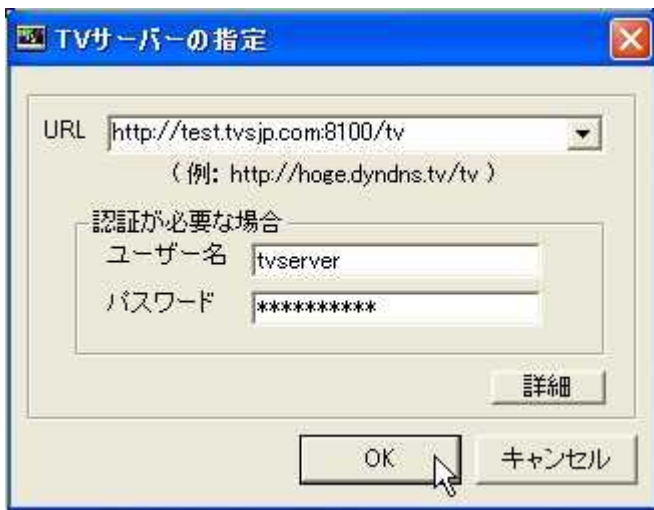 TVサーバーの指定
URL http://test.tvsjp.com:8100/tv
( 例: http://hoge.dyndns.tv/tv )
認証が必要な場合
ユーザー名 tvserver
パスワード **********
詳細
OK キャンセル